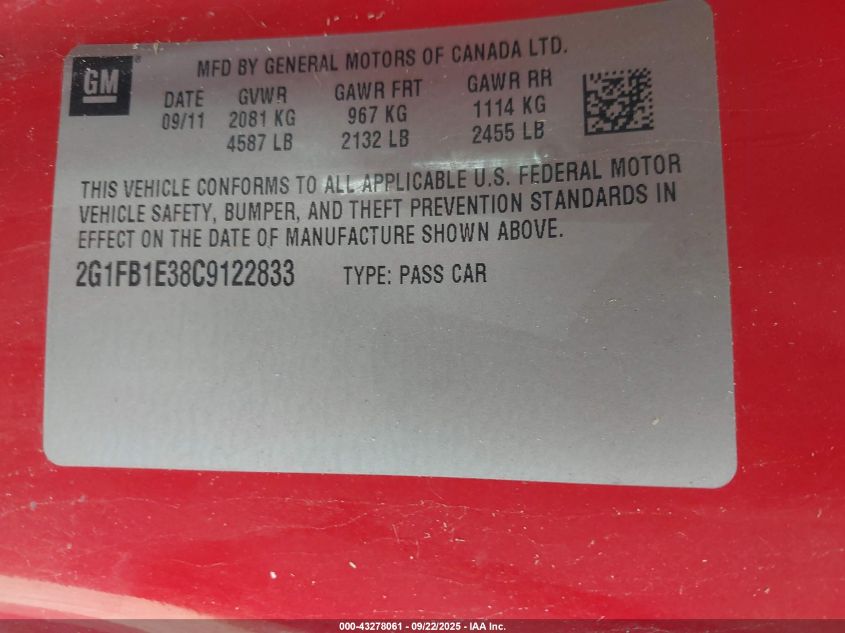 GM
MFD BY GENERAL MOTORS OF CANADA LTD.
DATE GVWR GAWR FRT GAWR RR
09/11 2081 KG 967 KG 1114 KG
4587 LB 2132 LB 2455 LB
THIS VEHICLE CONFORMS TO ALL APPLICABLE U.S. FEDERAL MOTOR
VEHICLE SAFETY, BUMPER, AND THEFT PREVENTION STANDARDS IN
EFFECT ON THE DATE OF MANUFACTURE SHOWN ABOVE.
2G1FB1E38C9122833 TYPE: PASS CAR
000-43278061 - 09/22/2025 - IAA Inc.